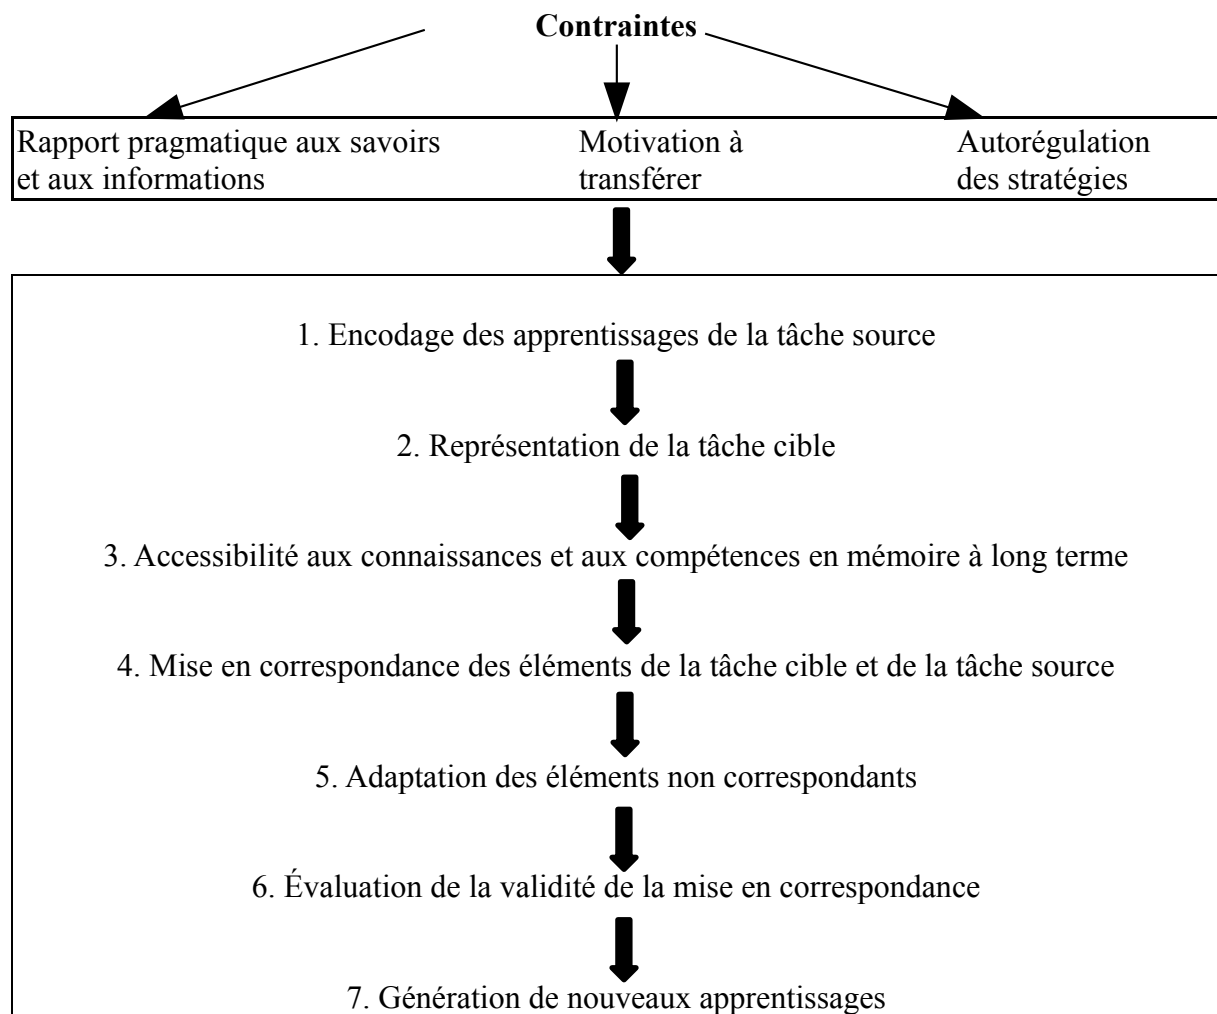 Contraintes
Rapport pragmatique aux savoirs
et aux informations
Motivation à
transférer
Autorégulation
des stratégies
1. Encodage des apprentissages de la tâche source
2. Représentation de la tâche cible
3. Accessibilité aux connaissances et aux compétences en mémoire à long terme
4. Mise en correspondance des éléments de la tâche cible et de la tâche source
5. Adaptation des éléments non correspondants
6. Évaluation de la validité de la mise en correspondance
7. Génération de nouveaux apprentissages